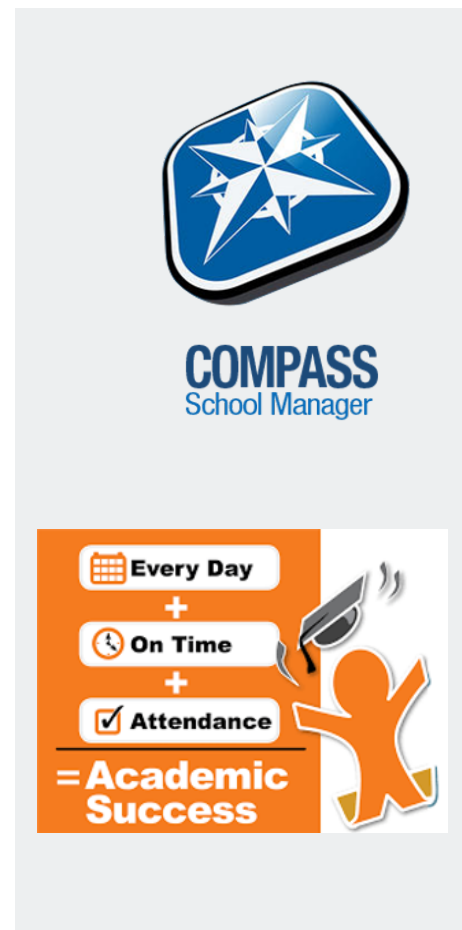 COMPASS
School Manager
Every Day
+
On Time
+
Attendance
= Academic
Success